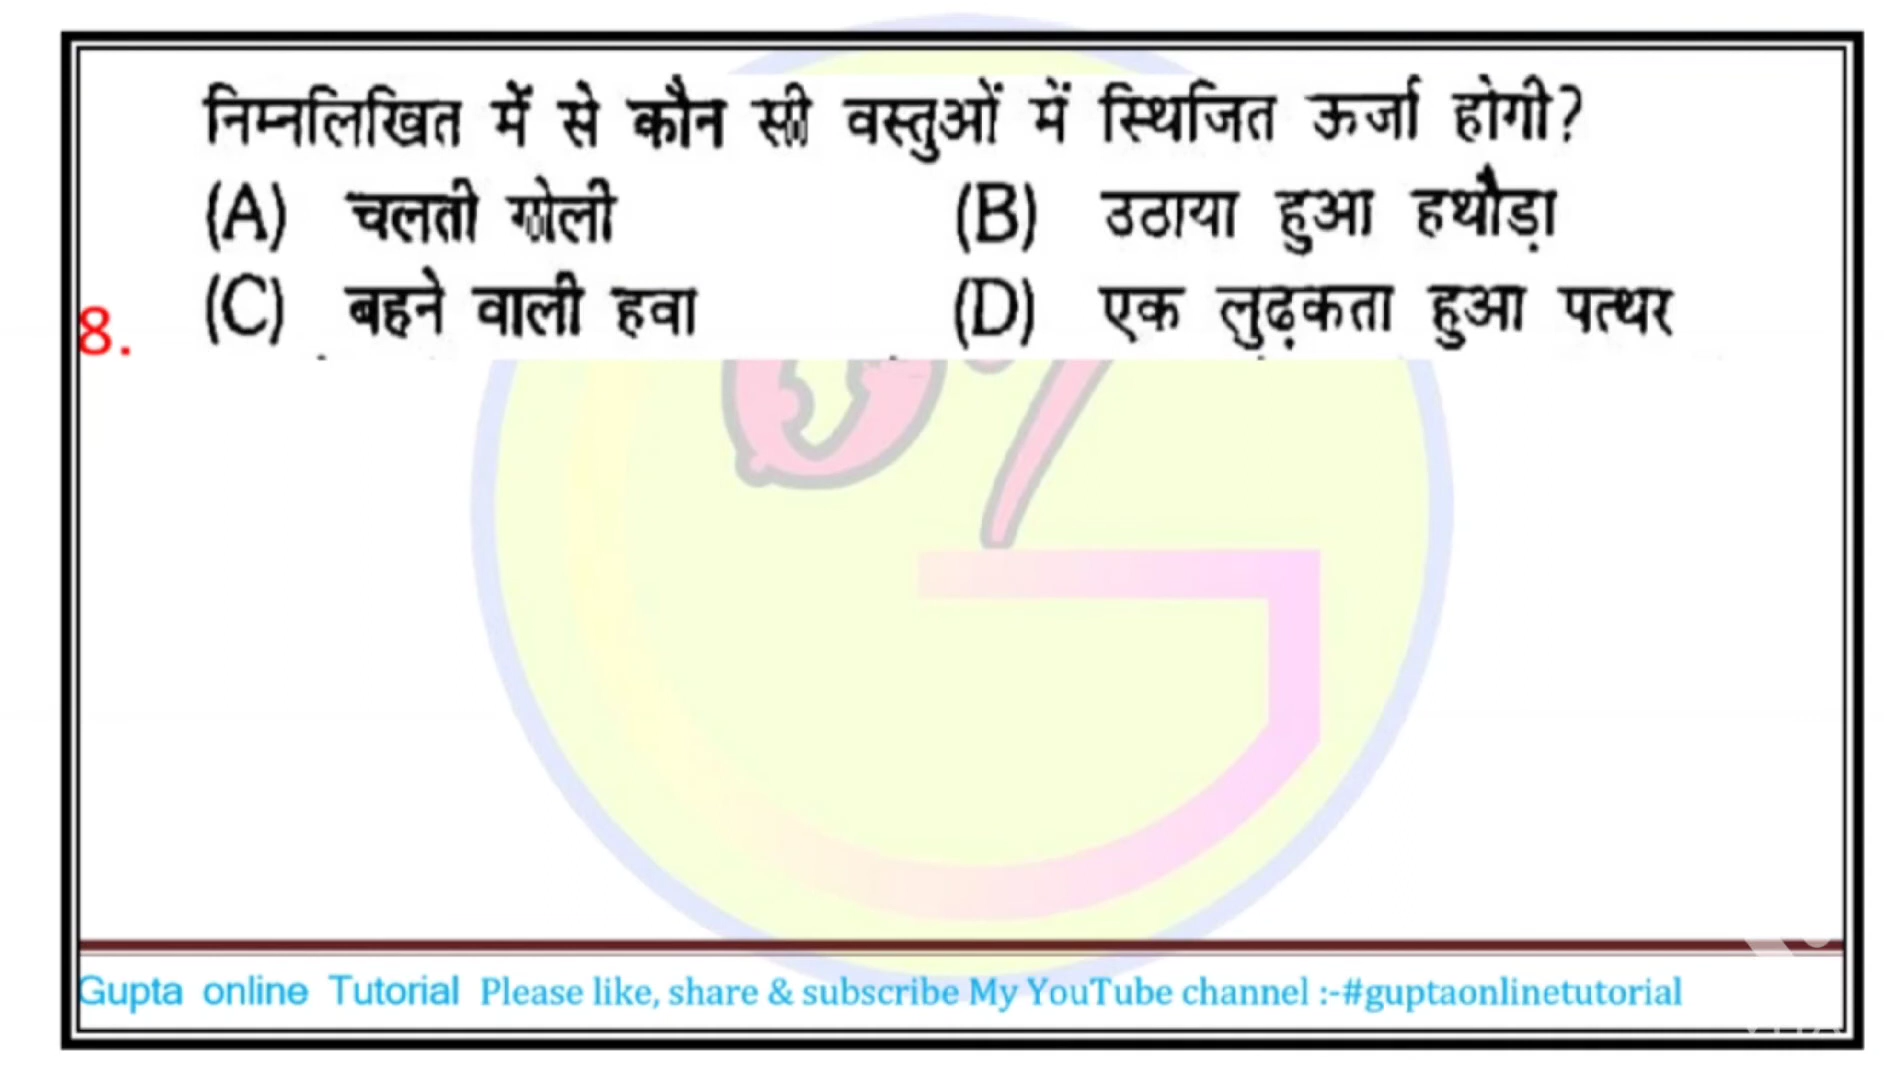 निम्नलिखित में से कौन सी वस्तुओं में स्थिजित ऊर्जा होगी?
(A) चलती गोली (B) उठाया हुआ हथौड़ा
8. (C) बहने वाली हवा (D) एक लुढ़कता हुआ पत्थर
Gupta online Tutorial Please like, share & subscribe My YouTube channel :-#guptaonlinetutorial